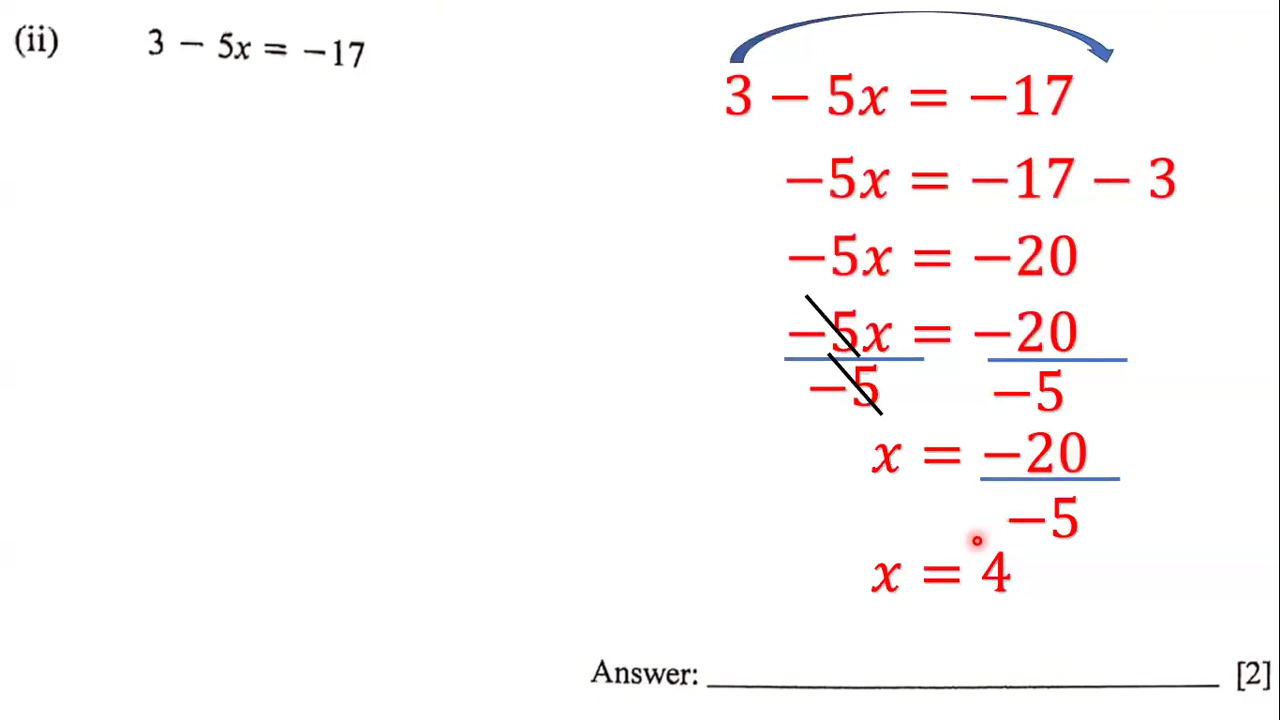 (ii) 3 − 5x = −17
3 − 5x = −17
−5x = −17 − 3
−5x = −20
−5x = −20
−5 −5
x = −20
−5
x = 4
Answer: [2]